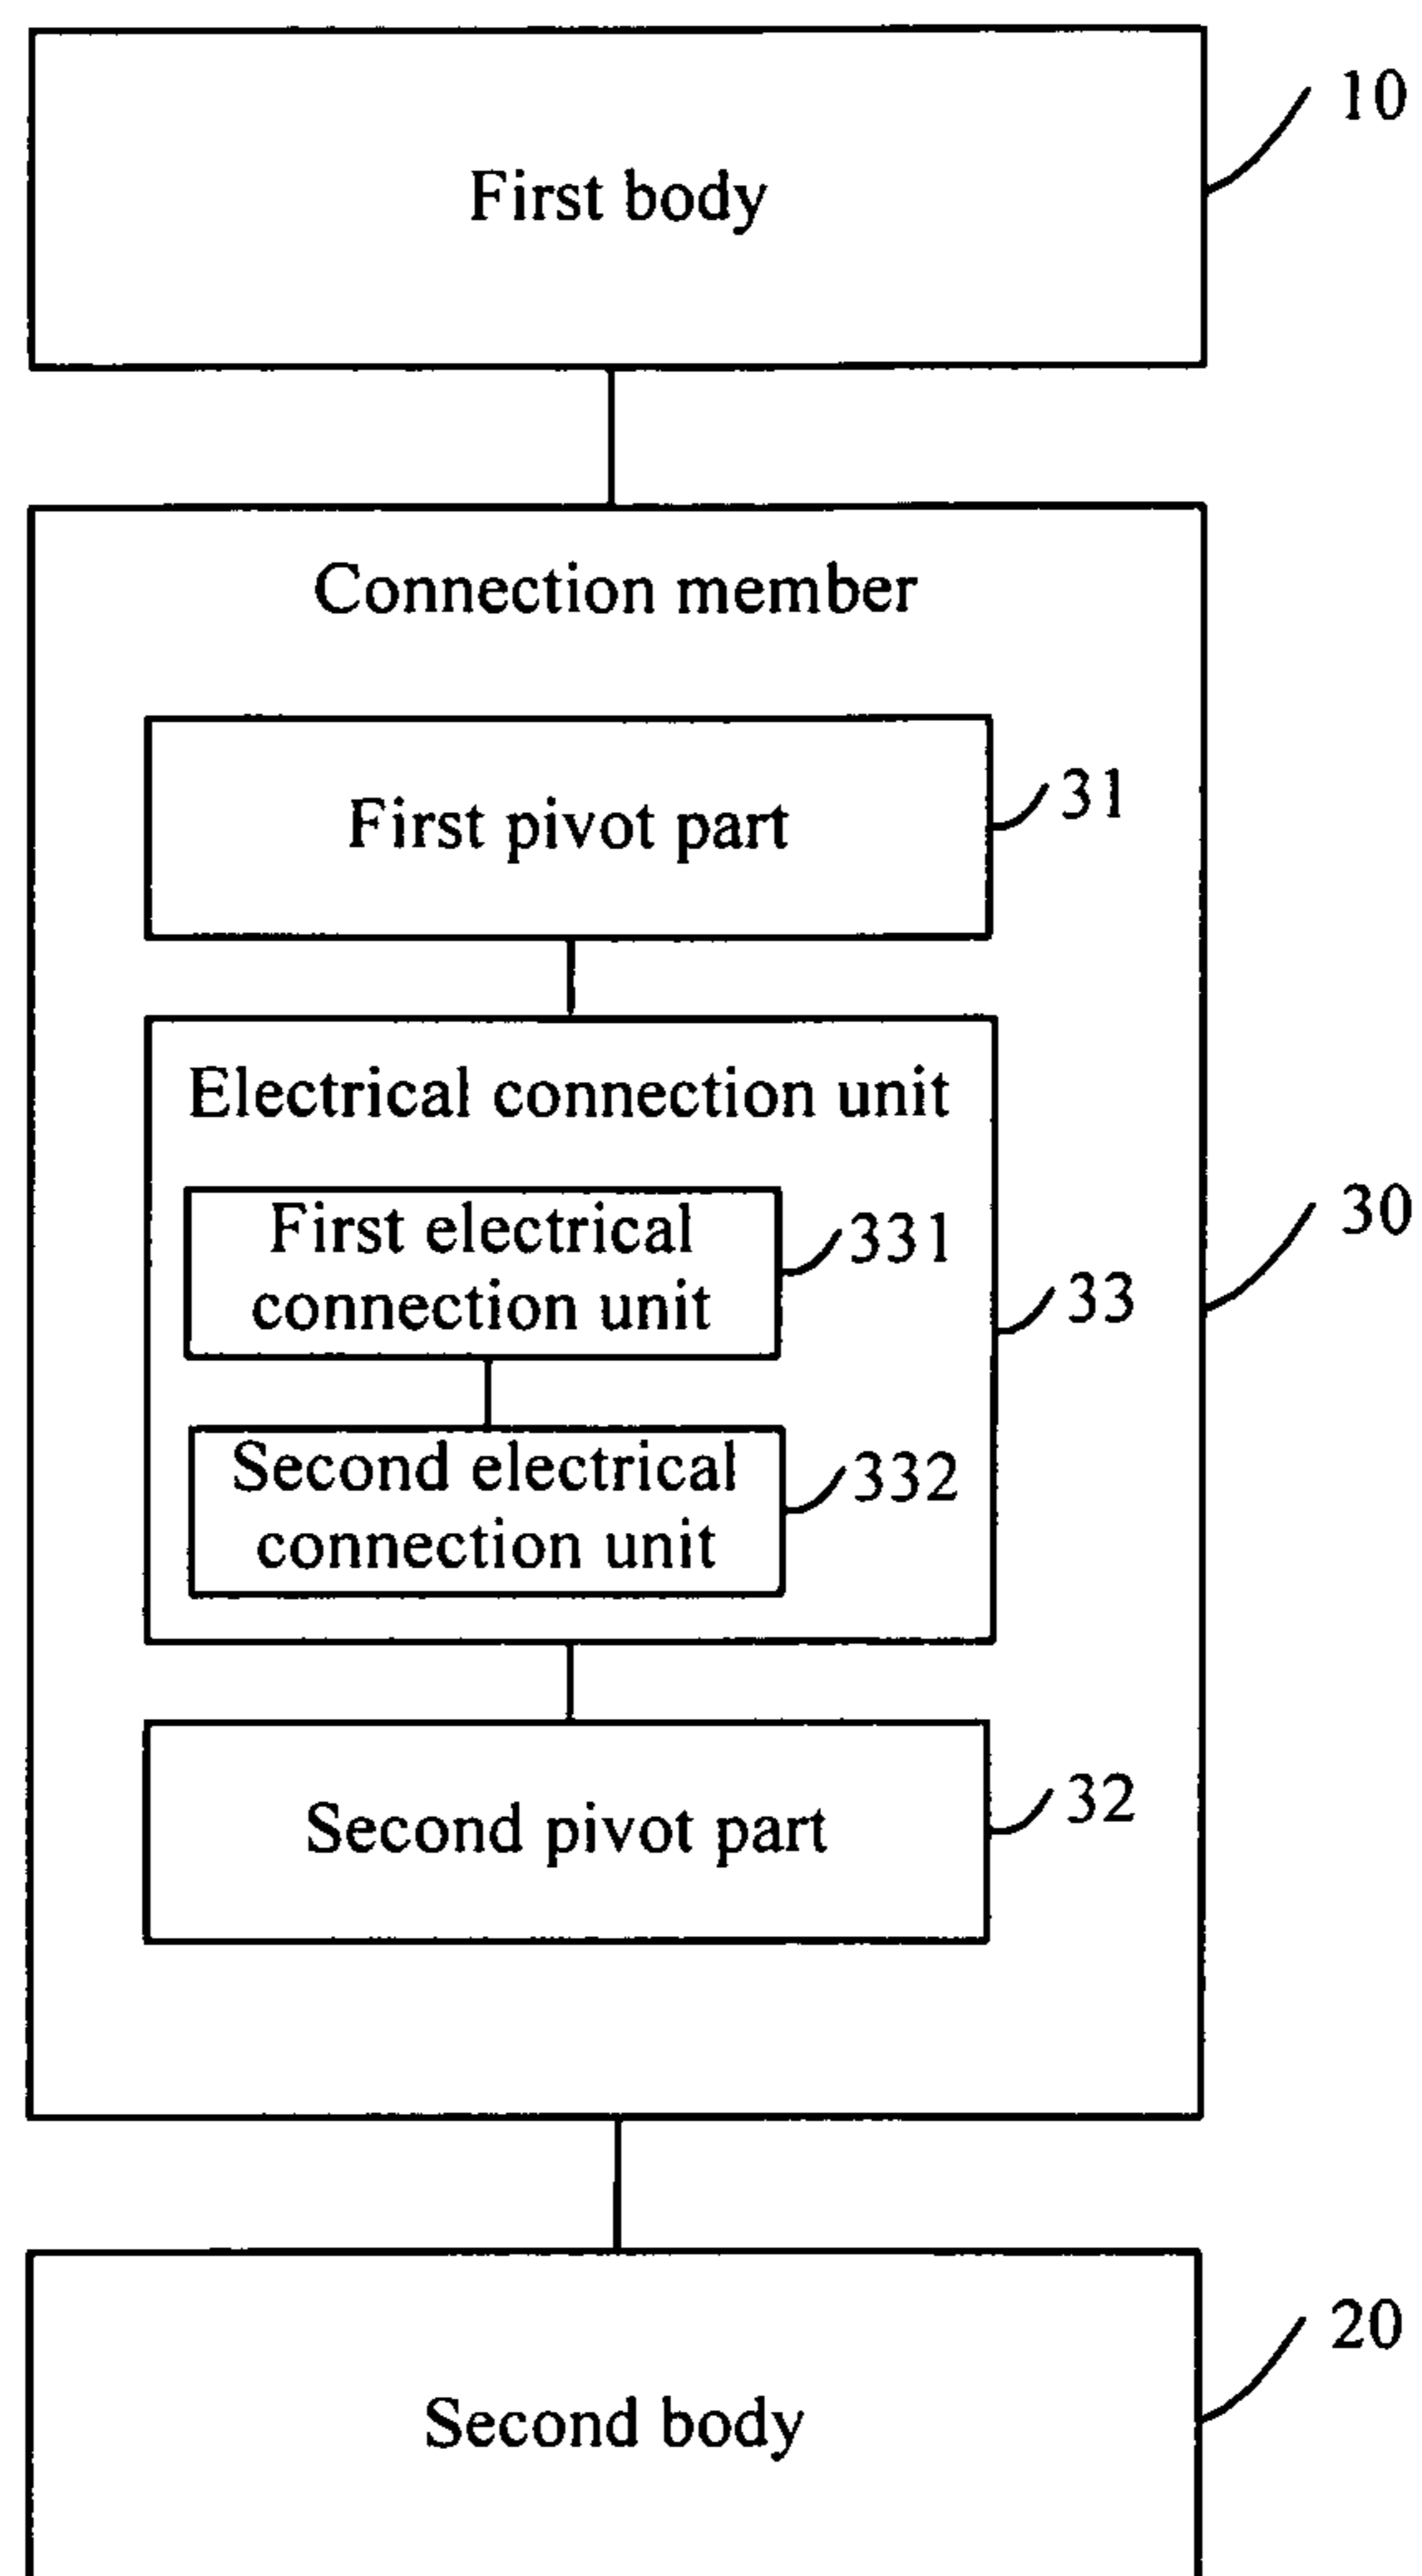 10
First body
Connection member
31
First pivot part
Electrical connection unit
First electrical
connection unit
331
30
33
Second electrical
connection unit
332
32
Second pivot part
20
Second body